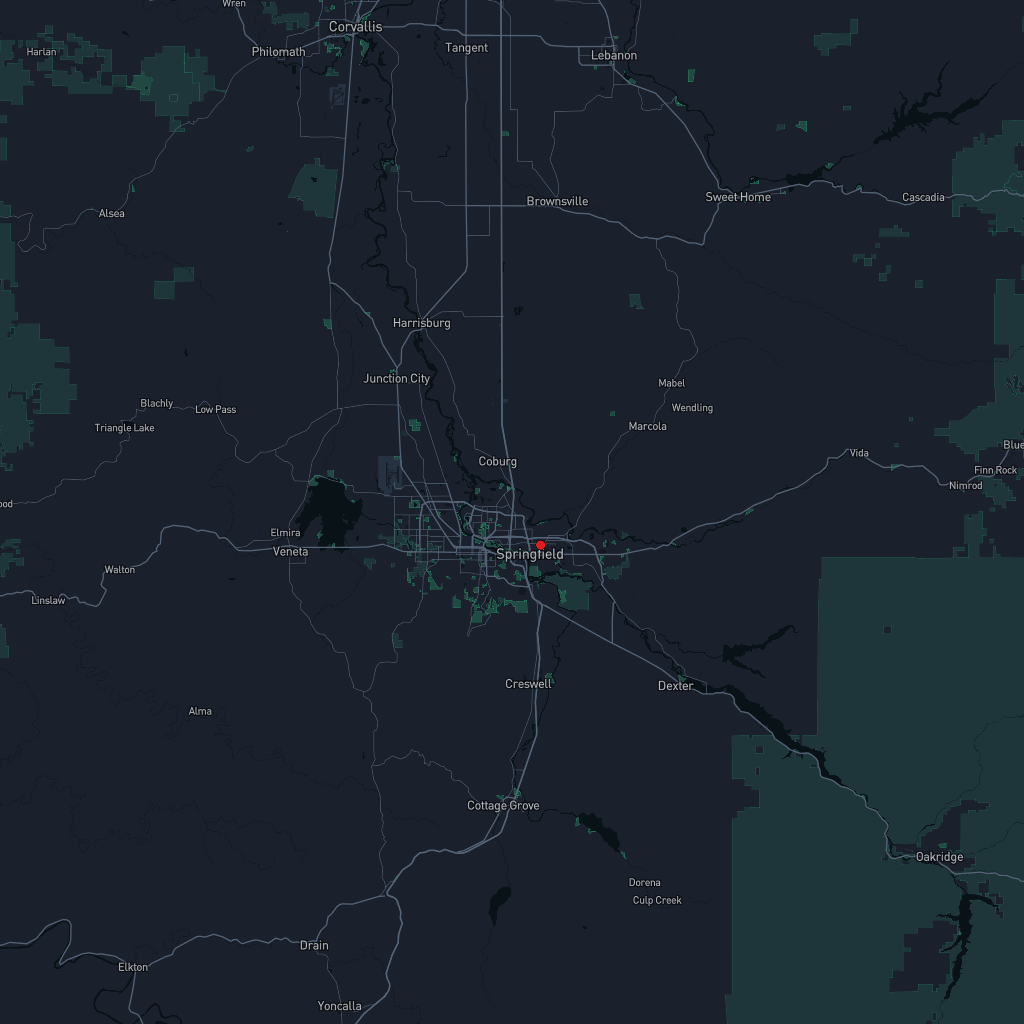 Wren
Corvallis
Tangent
Harlan
Philomath
Lebanon
Sweet Home
Cascadia
Brownsville
Alsea
Harrisburg
Junction City
Mabel
Blachly
Low Pass
Wendling
Triangle Lake
Marcola
Coburg
Vida
Blue
Finn Rock
Nimrod
ood
Elmira
Veneta
Springfield
Walton
Linslaw
Creswell
Dexter
Alma
Cottage Grove
Oakridge
Dorena
Culp Creek
Drain
Elkton
Yoncalla